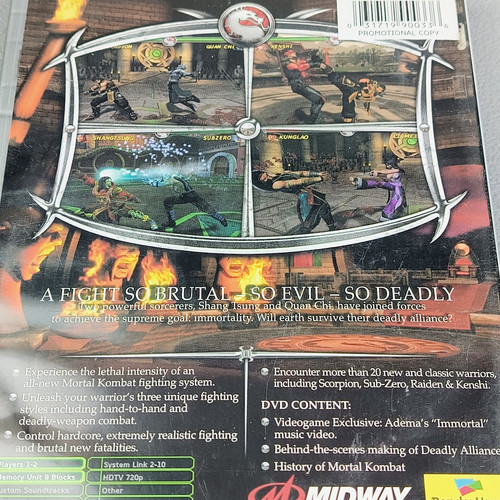 0 31719 90033 6
PROMOTIONAL COPY
QUAN CHI
KENSHI
SHANGTSUNG
SUBZERO
KUNGLAO
A FIGHT SO BRUTAL - SO EVIL - SO DEADLY
Two powerful sorcerers, Shang Tsung and Quan Chi, have joined forces
to achieve the supreme goal: immortality. Will earth survive their deadly alliance?
Experience the lethal intensity of an
all-new Mortal Kombat fighting system.
Unleash your warrior's three unique fighting
styles including hand-to-hand and
deadly-weapon combat.
Control hardcore, extremely realistic fighting
and brutal new fatalities.
Encounter more than 20 new and classic warriors,
including Scorpion, Sub-Zero, Raiden & Kenshi.
DVD CONTENT:
Videogame Exclusive: Adema's "Immortal"
music video.
Behind-the-scenes making of Deadly Alliance
History of Mortal Kombat
Players 1-2
System Link 2-10
Memory Unit 8 Blocks
HDTV 720p
Custom Soundtracks
Other
MIDWAY